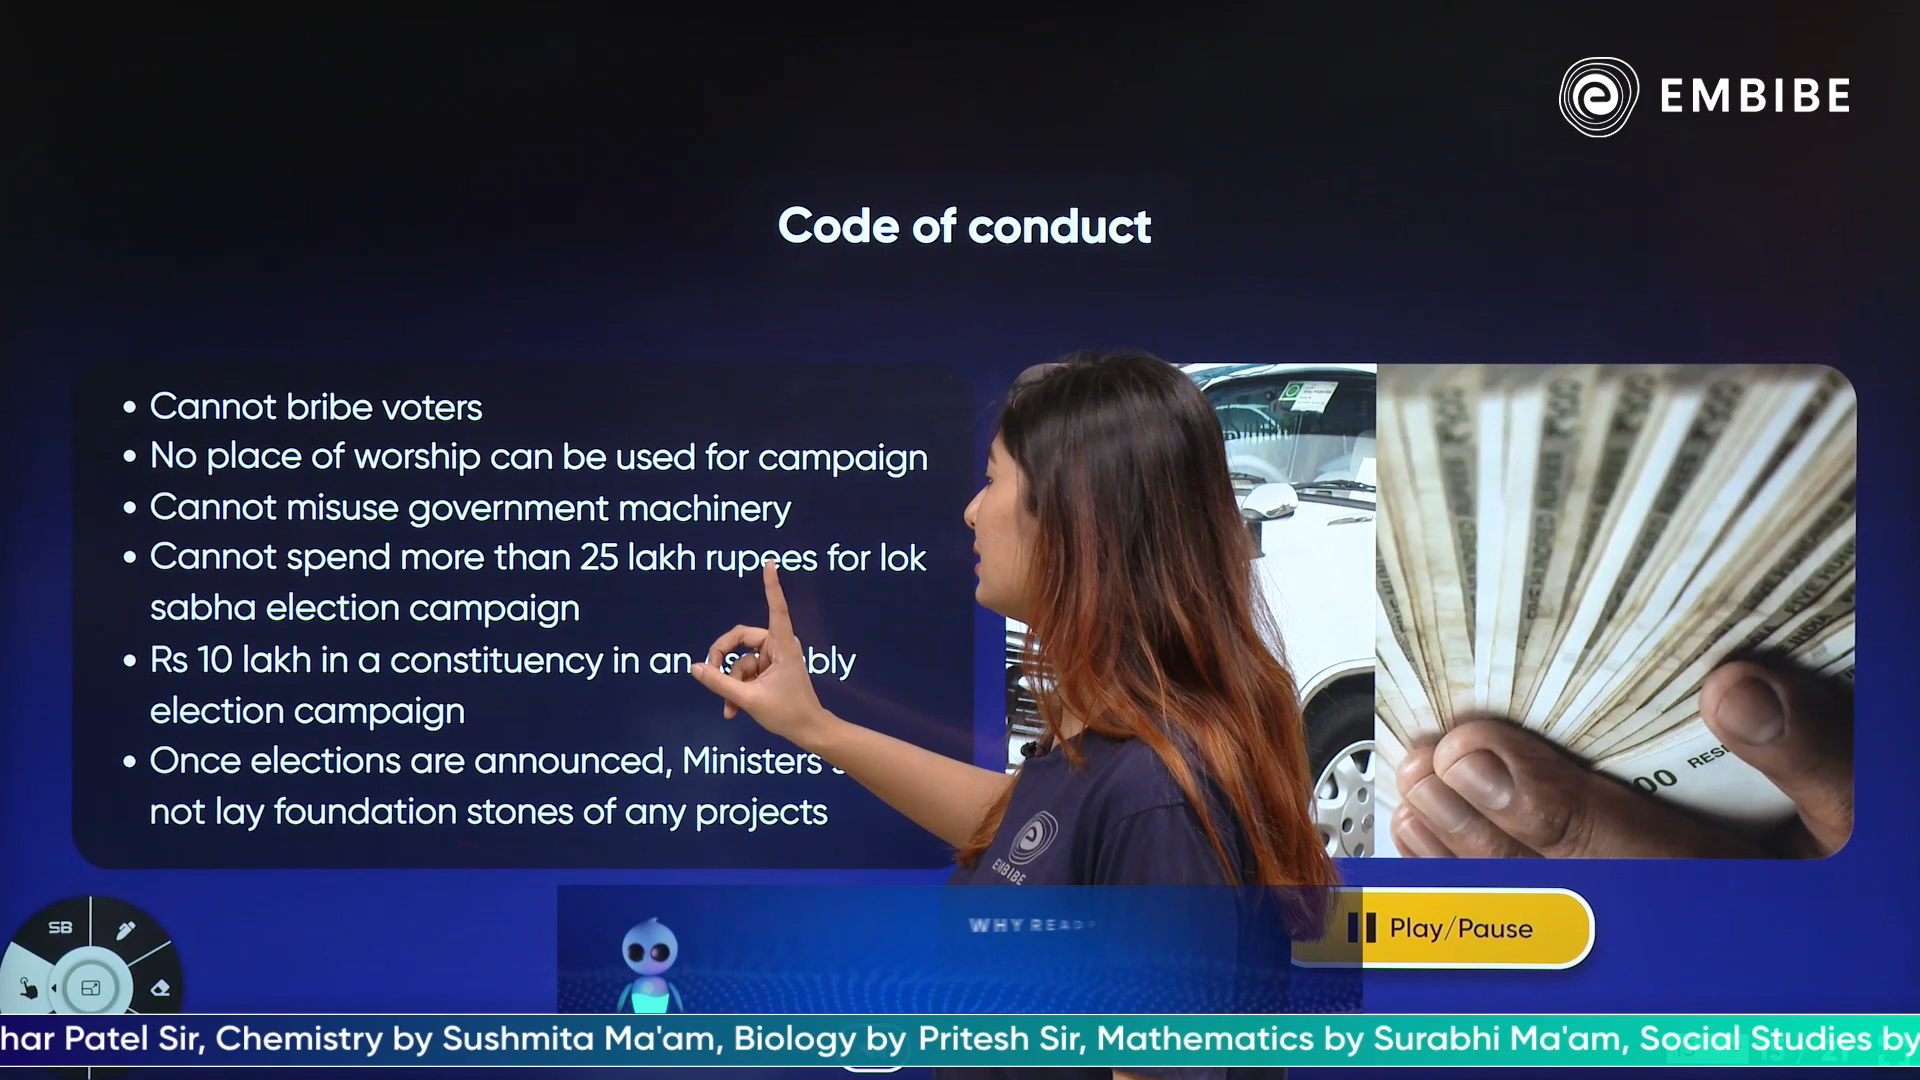 EMBIBE
Code of conduct
• Cannot bribe voters
• No place of worship can be used for campaign
• Cannot misuse government machinery
• Cannot spend more than 25 lakh rupees for lok
sabha election campaign
• Rs 10 lakh in a constituency in an
election campaign
• Once elections are announced, Ministers
not lay foundation stones of any projects
EMBIBE
WHY
Play/Pause
SB
har Patel Sir, Chemistry by Sushmita Ma'am, Biology by Pritesh Sir, Mathematics by Surabhi Ma'am, Social Studies by